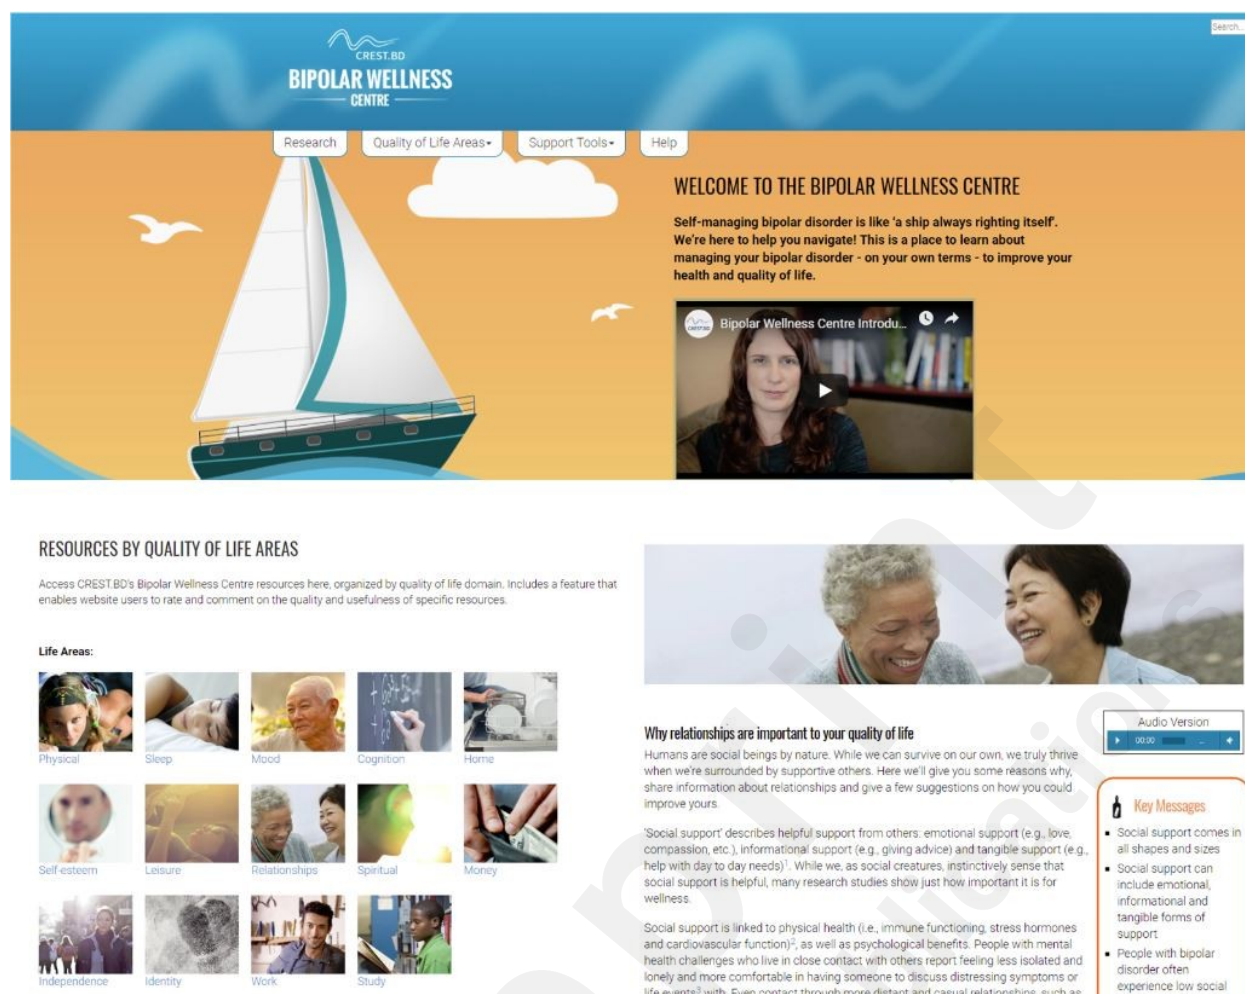 CREST.BD
BIPOLAR WELLNESS
CENTRE
Search...
Research
Quality of Life Areas
Support Tools
Help
WELCOME TO THE BIPOLAR WELLNESS CENTRE
Self-managing bipolar disorder is like 'a ship always righting itself'.
We're here to help you navigate! This is a place to learn about
managing your bipolar disorder - on your own terms - to improve your
health and quality of life.
CREST.BD
Bipolar Wellness Centre Introdu...
RESOURCES BY QUALITY OF LIFE AREAS
Access CREST.BD's Bipolar Wellness Centre resources here, organized by quality of life domain. Includes a feature that
enables website users to rate and comment on the quality and usefulness of specific resources.
Life Areas:
Physical
Sleep
Mood
Cognition
Home
Self-esteem
Leisure
Relationships
Spiritual
Money
Independence
Identity
Work
Study
Why relationships are important to your quality of life
Humans are social beings by nature. While we can survive on our own, we truly thrive
when we're surrounded by supportive others. Here we'll give you some reasons why,
share information about relationships and give a few suggestions on how you could
improve yours.
'Social support' describes helpful support from others: emotional support (e.g., love,
compassion, etc.), informational support (e.g., giving advice) and tangible support (e.g.,
help with day to day needs)1. While we, as social creatures, instinctively sense that
social support is helpful, many research studies show just how important it is for
wellness.
Social support is linked to physical health (i.e., immune functioning, stress hormones
and cardiovascular function)2, as well as psychological benefits. People with mental
health challenges who live in close contact with others report feeling less isolated and
lonely and more comfortable in having someone to discuss distressing symptoms or
life events3 with. Even contact through more distant and casual relationships, such as
Audio Version
00:00
Key Messages
Social support comes in
all shapes and sizes
Social support can
include emotional,
informational and
tangible forms of
support
People with bipolar
disorder often
experience low social